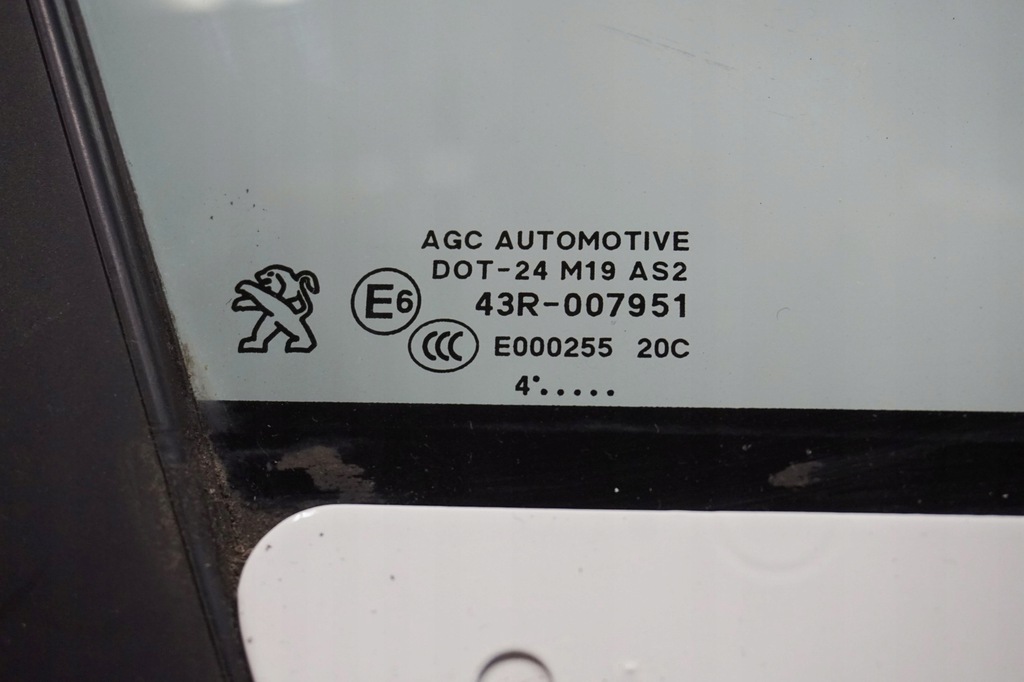 AGC AUTOMOTIVE
DOT-24 M19 AS2
E6 43R-007951
CCC E000255 20C
4•.....